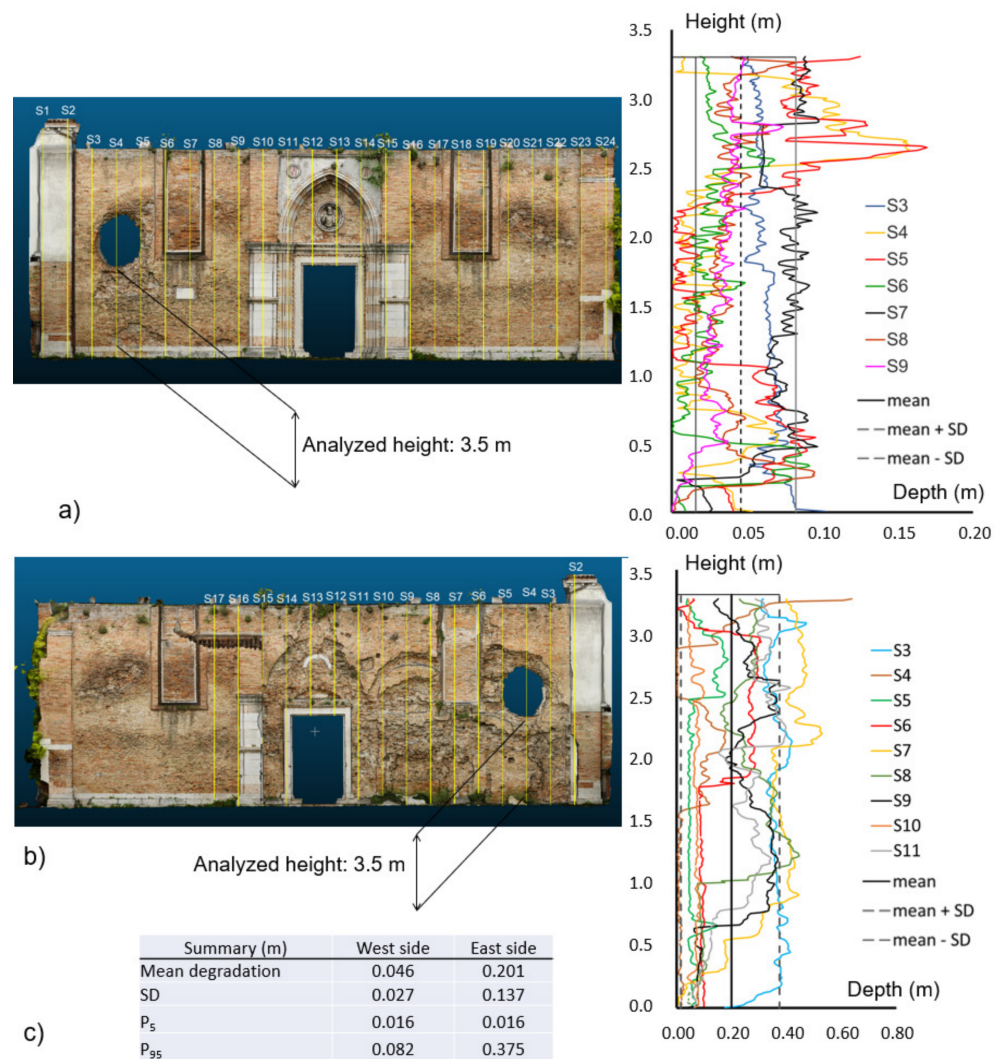 Height (m)
3.5
3.0
2.5
2.0
1.5
1.0
0.5
0.0
0.00
0.05
0.10
0.15
0.20
Depth (m)
S3
S4
S5
S6
S7
S8
S9
mean
mean + SD
mean - SD
S1 S2
S3 S4 S5 S6 S7 S8 S9 S10 S11 S12 S13 S14 S15 S16 S17 S18 S19 S20 S21 S22 S23 S24
Analyzed height: 3.5 m
a)
Height (m)
3.5
3.0
2.5
2.0
1.5
1.0
0.5
0.0
0.00 0.20 0.40 0.60 0.80
Depth (m)
S3
S4
S5
S6
S7
S8
S9
S10
S11
mean
mean + SD
mean - SD
S2
S17 S16 S15 S14 S13 S12 S11 S10 S9 S8 S7 S6 S5 S4 S3
Analyzed height: 3.5 m
b)
Summary (m) West side East side
Mean degradation 0.046 0.201
SD 0.027 0.137
P5 0.016 0.016
P95 0.082 0.375
c)